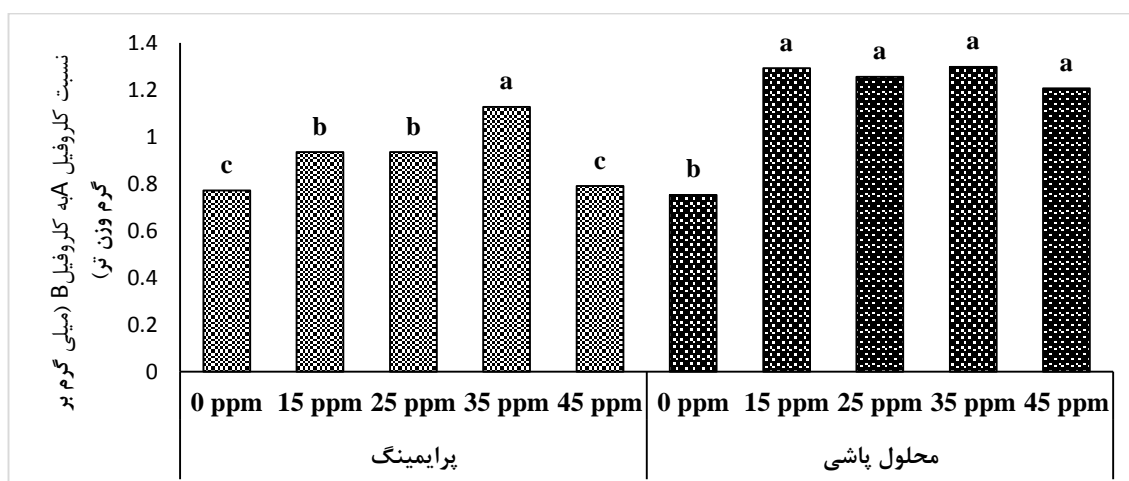 نسبت کلروفیل Aبه کلروفیلB (میلی گرم بر
گرم وزن تر)
1.4
1.2
1
0.8
0.6
0.4
0.2
0
c
b
b
a
c
b
a
a
a
a
0 ppm 15 ppm 25 ppm 35 ppm 45 ppm 0 ppm 15 ppm 25 ppm 35 ppm 45 ppm
پرایمینگ
محلول پاشی